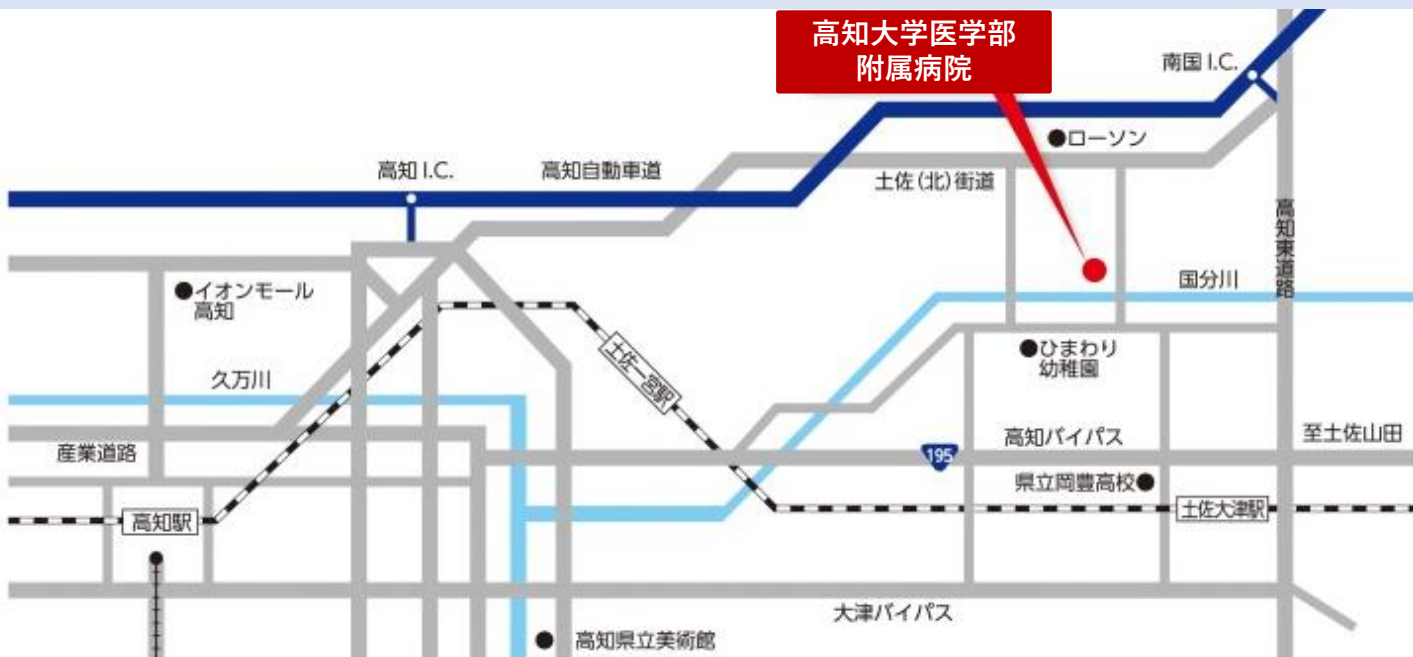 高知大学医学部
附属病院
南国 I.C.
ローソン
高知 I.C.
高知自動車道
土佐(北)街道
高知東道路
国分川
イオンモール
高知
土佐一宮駅
ひまわり
幼稚園
久万川
高知バイパス
至土佐山田
産業道路
195
県立岡豊高校
高知駅
土佐大津駅
大津バイパス
高知県立美術館